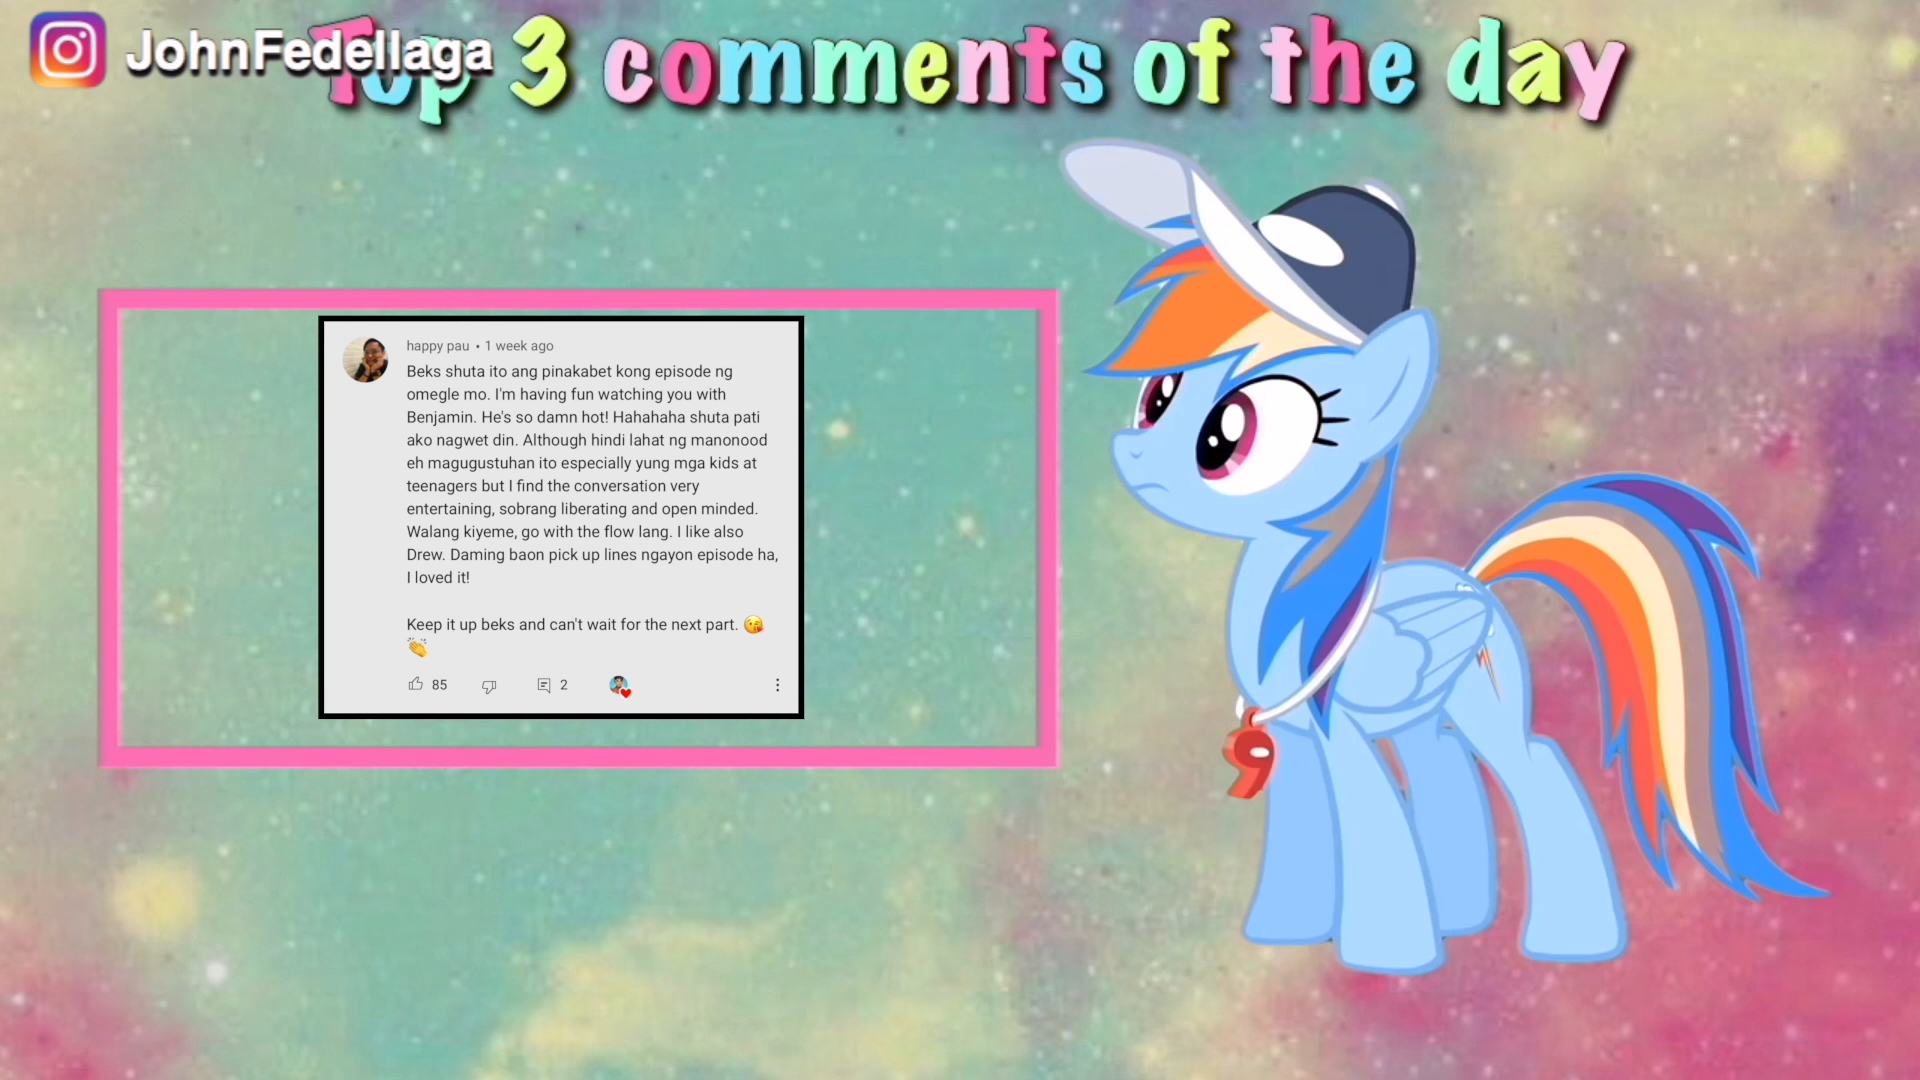 JohnFedellaga
Top 3 comments of the day
happy pau • 1 week ago
Beks shuta ito ang pinakabet kong episode ng
omegle mo. I'm having fun watching you with
Benjamin. He's so damn hot! Hahahaha shuta pati
ako nagwet din. Although hindi lahat ng manonood
eh magugustuhan ito especially yung mga kids at
teenagers but I find the conversation very
entertaining, sobrang liberating and open minded.
Walang kiyeme, go with the flow lang. I like also
Drew. Daming baon pick up lines ngayon episode ha,
I loved it!
Keep it up beks and can't wait for the next part. 😘
👏
85 2